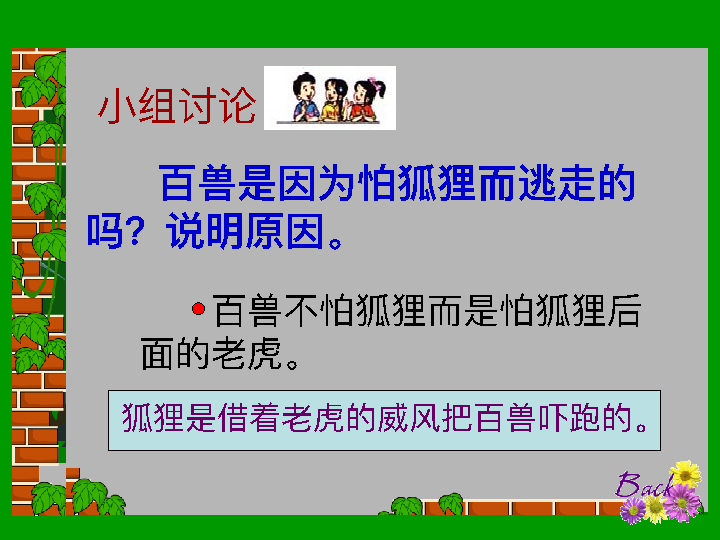 小组讨论
百兽是因为怕狐狸而逃走的
吗？说明原因。
百兽不怕狐狸而是怕狐狸后
面的老虎。
狐狸是借着老虎的威风把百兽吓跑的。
Back